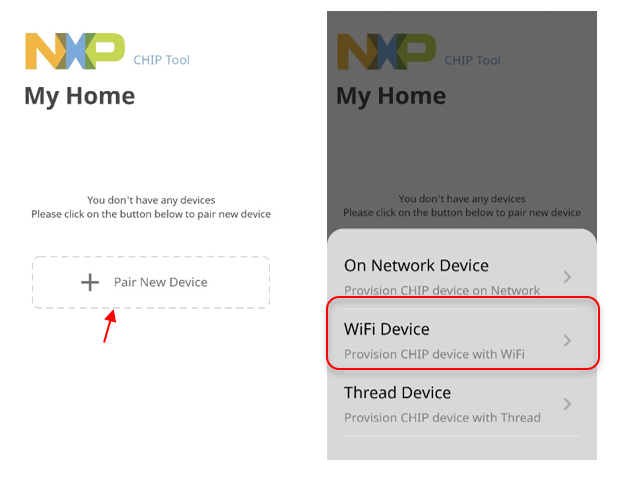 NXP CHIP Tool
My Home
You don't have any devices
Please click on the button below to pair new device
+ Pair New Device
NXP CHIP Tool
My Home
You don't have any devices
Please click on the button below to pair new device
On Network Device
Provision CHIP device on Network
WiFi Device
Provision CHIP device with WiFi
Thread Device
Provision CHIP device with Thread